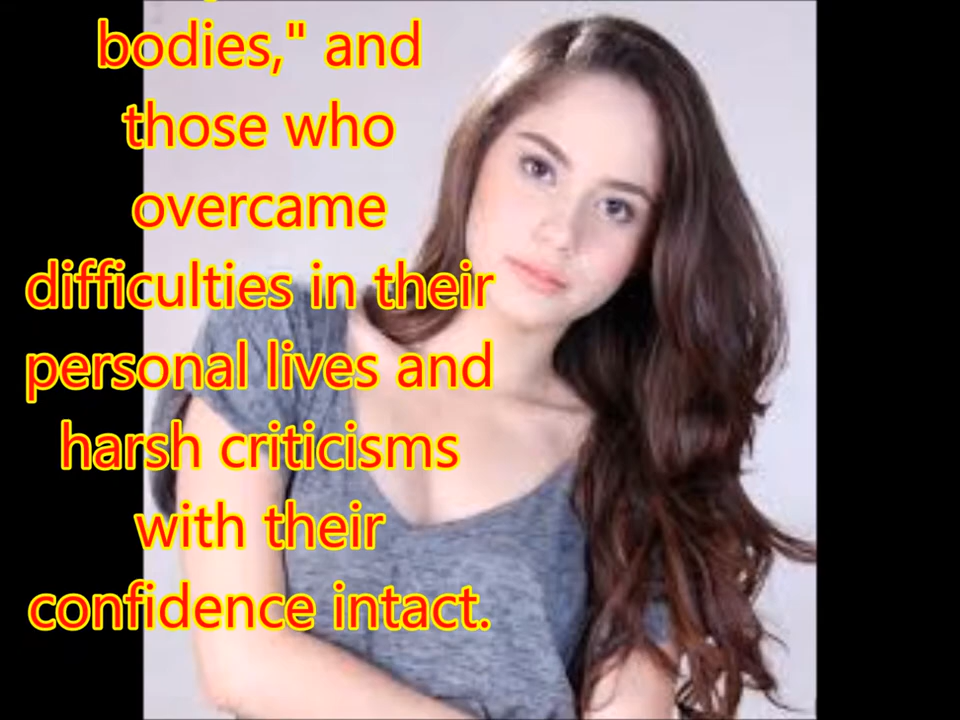 bodies," and
those who
overcame
difficulties in their
personal lives and
harsh criticisms
with their
confidence intact.